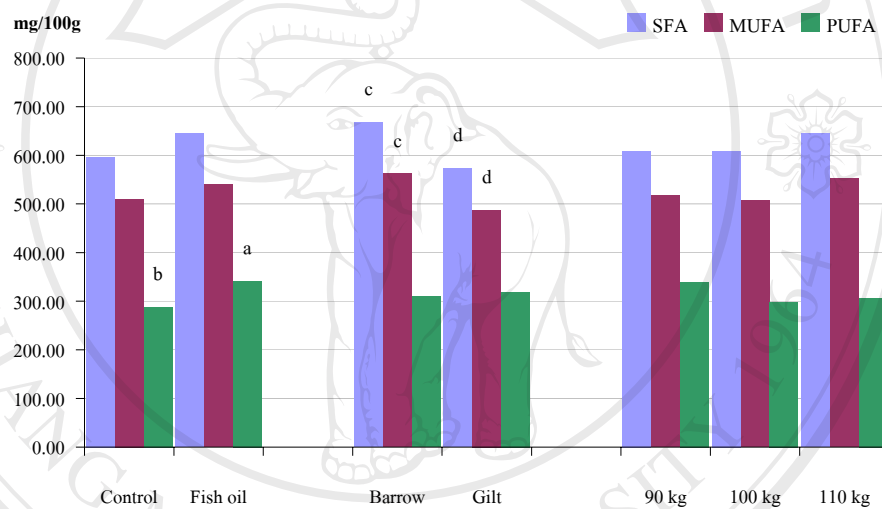 mg/100g
SFA MUFA PUFA
800.00
700.00
600.00
500.00
400.00
300.00
200.00
100.00
0.00
b
a
c
c
d
d
Control Fish oil Barrow Gilt 90 kg 100 kg 110 kg
1964